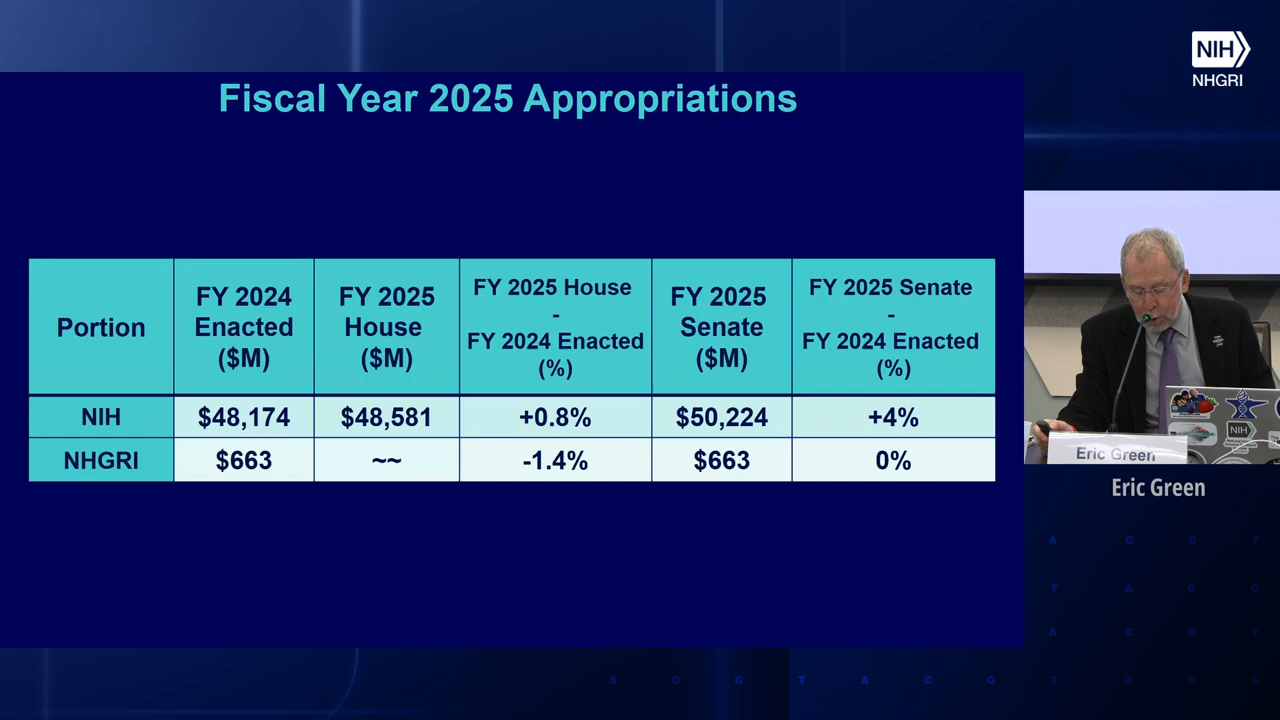 NIH
NHGRI
Fiscal Year 2025 Appropriations
Portion
FY 2024
Enacted
($M)
FY 2025
House
($M)
FY 2025 House
-
FY 2024 Enacted
(%)
FY 2025
Senate
($M)
FY 2025 Senate
-
FY 2024 Enacted
(%)
NIH $48,174 $48,581 +0.8% $50,224 +4%
NHGRI $663 ~~ -1.4% $663 0%
NIH
Eric Green
Eric Green
A C G T
T A C G
A C G T
A C G T A C G T A C G